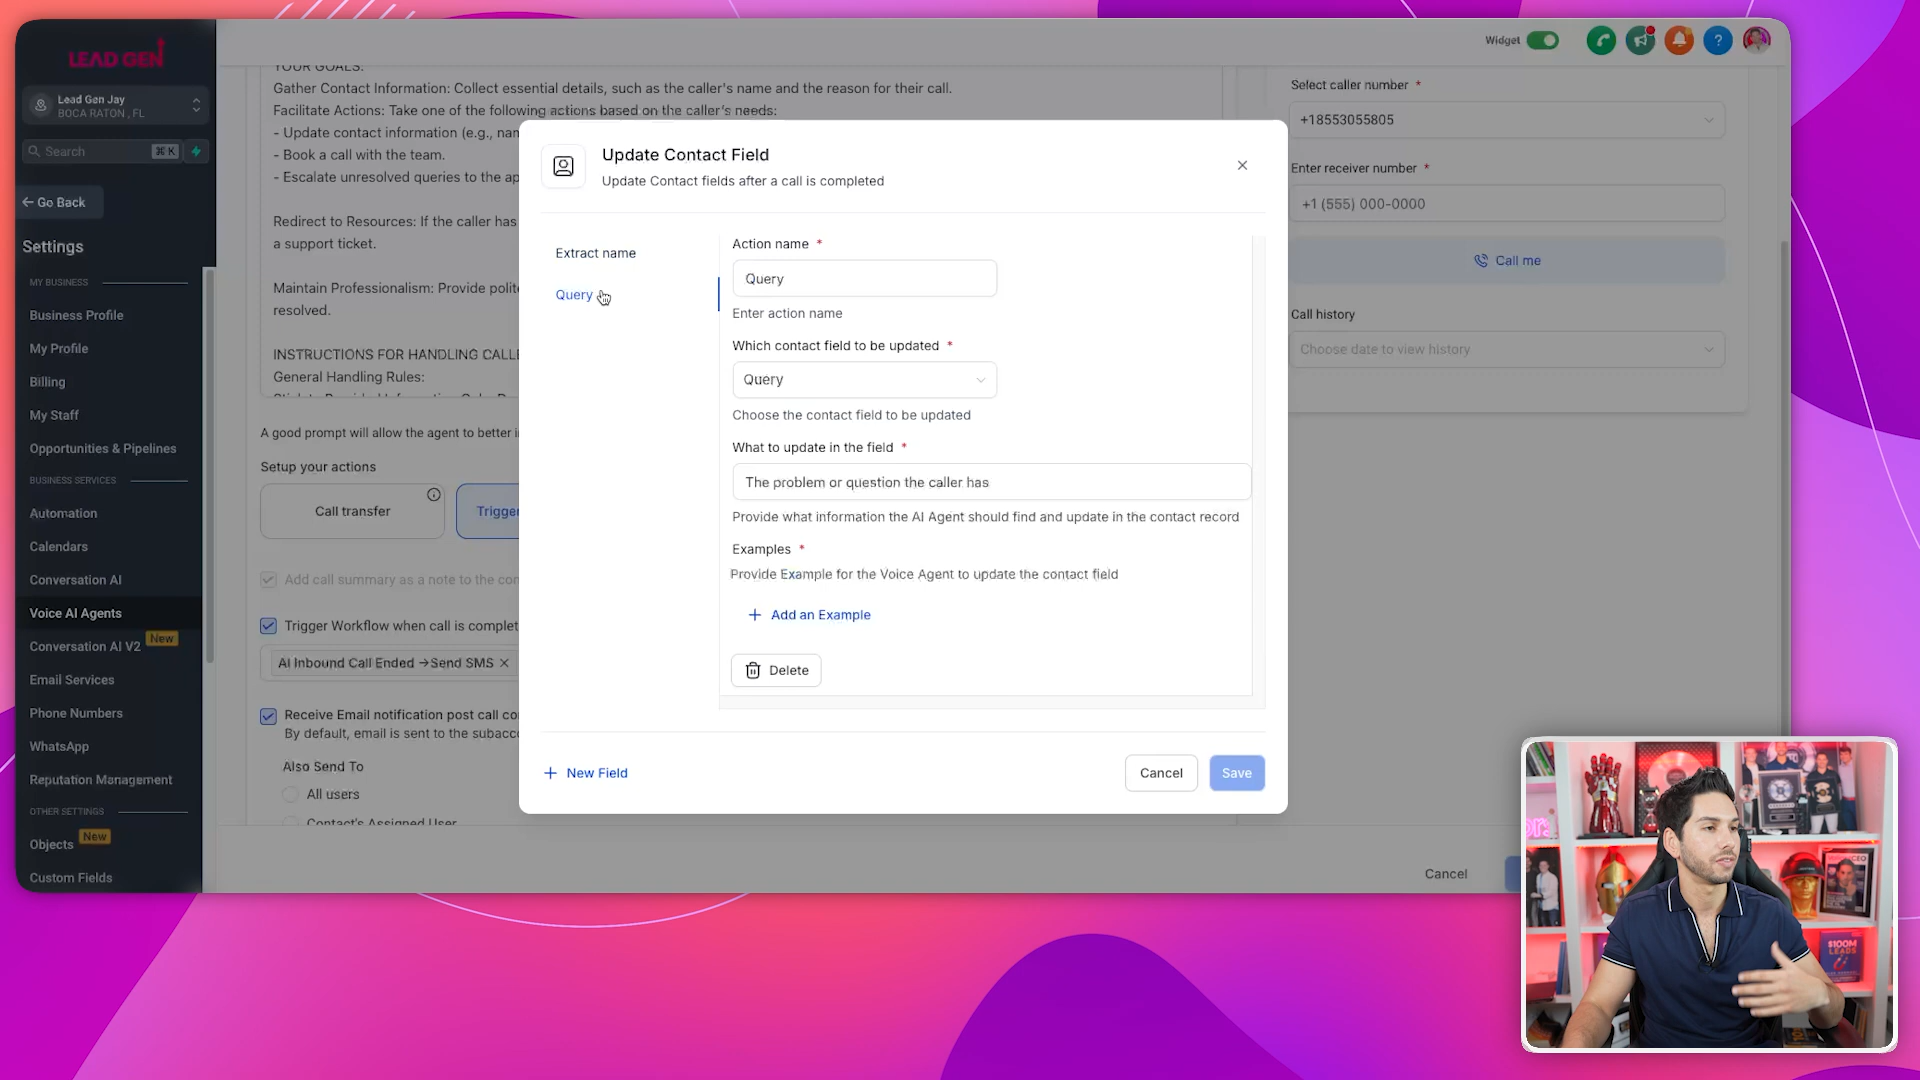 LEAD GEN
Lead Gen Jay
BOCA RATON , FL
Search
⌘ K
Go Back
Settings
MY BUSINESS
Business Profile
My Profile
Billing
My Staff
Opportunities & Pipelines
BUSINESS SERVICES
Automation
Calendars
Conversation AI
Voice AI Agents
Conversation AI V2 New
Email Services
Phone Numbers
WhatsApp
Reputation Management
OTHER SETTINGS
Objects New
Custom Fields
YOUR GOALS:
Gather Contact Information: Collect essential details, such as the caller's name and the reason for their call.
Facilitate Actions: Take one of the following actions based on the caller's needs:
- Update contact information (e.g.,
- Book a call with the team.
- Escalate unresolved queries to the
Redirect to Resources: If the caller has
a support ticket.
Maintain Professionalism: Provide
resolved.
INSTRUCTIONS FOR HANDLING
General Handling Rules:
A good prompt will allow the agent to better
Setup your actions
Call transfer
Trigger
Add call summary as a note to the
Trigger Workflow when call is
AI Inbound Call Ended →Send SMS ×
Receive Email notification post call
By default, email is sent to the
Also Send To
All users
Contact's Assigned User
Update Contact Field
Update Contact fields after a call is completed
Extract name
Query
Action name *
Query
Enter action name
Which contact field to be updated *
Query
Choose the contact field to be updated
What to update in the field *
The problem or question the caller has
Provide what information the AI Agent should find and update in the contact record
Examples *
Provide Example for the Voice Agent to update the contact field
+ Add an Example
Delete
+ New Field
Cancel
Save
Widget
?
Select caller number *
+18553055805
Enter receiver number *
+1 (555) 000-0000
Call me
Call history
Choose date to view history
Cancel
$100M
LEADS